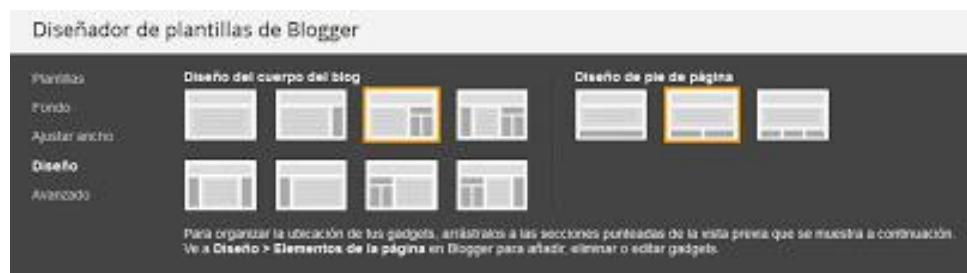 Diseñador de plantillas de Blogger
Plantillas
Fondo
Ajustar ancho
Diseño
Avanzado
Diseño del cuerpo del blog
Diseño de pie de página
Para organizar la ubicación de tus gadgets, arrástralos a las secciones punteadas de la vista previa que se muestra a continuación.
Ve a Diseño > Elementos de la página en Blogger para añadir, eliminar o editar gadgets.